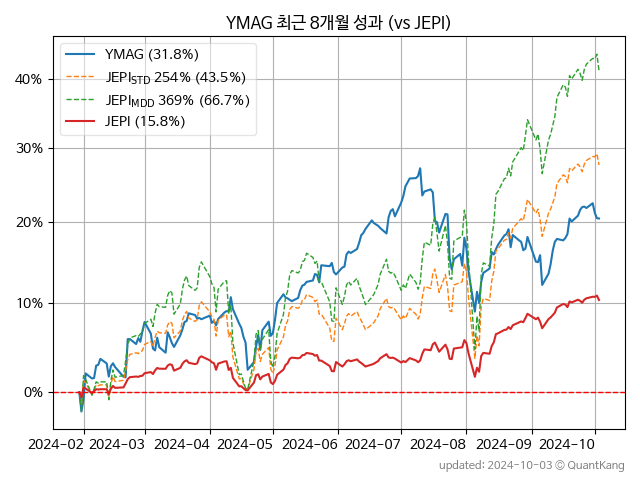 YMAG 최근 8개월 성과 (vs JEPI)
YMAG (31.8%)
JEPI_STD 254% (43.5%)
JEPI_MDD 369% (66.7%)
JEPI (15.8%)
40%
30%
20%
10%
0%
2024-02 2024-03 2024-04 2024-05 2024-06 2024-07 2024-08 2024-09 2024-10
updated: 2024-10-03 © QuantKang